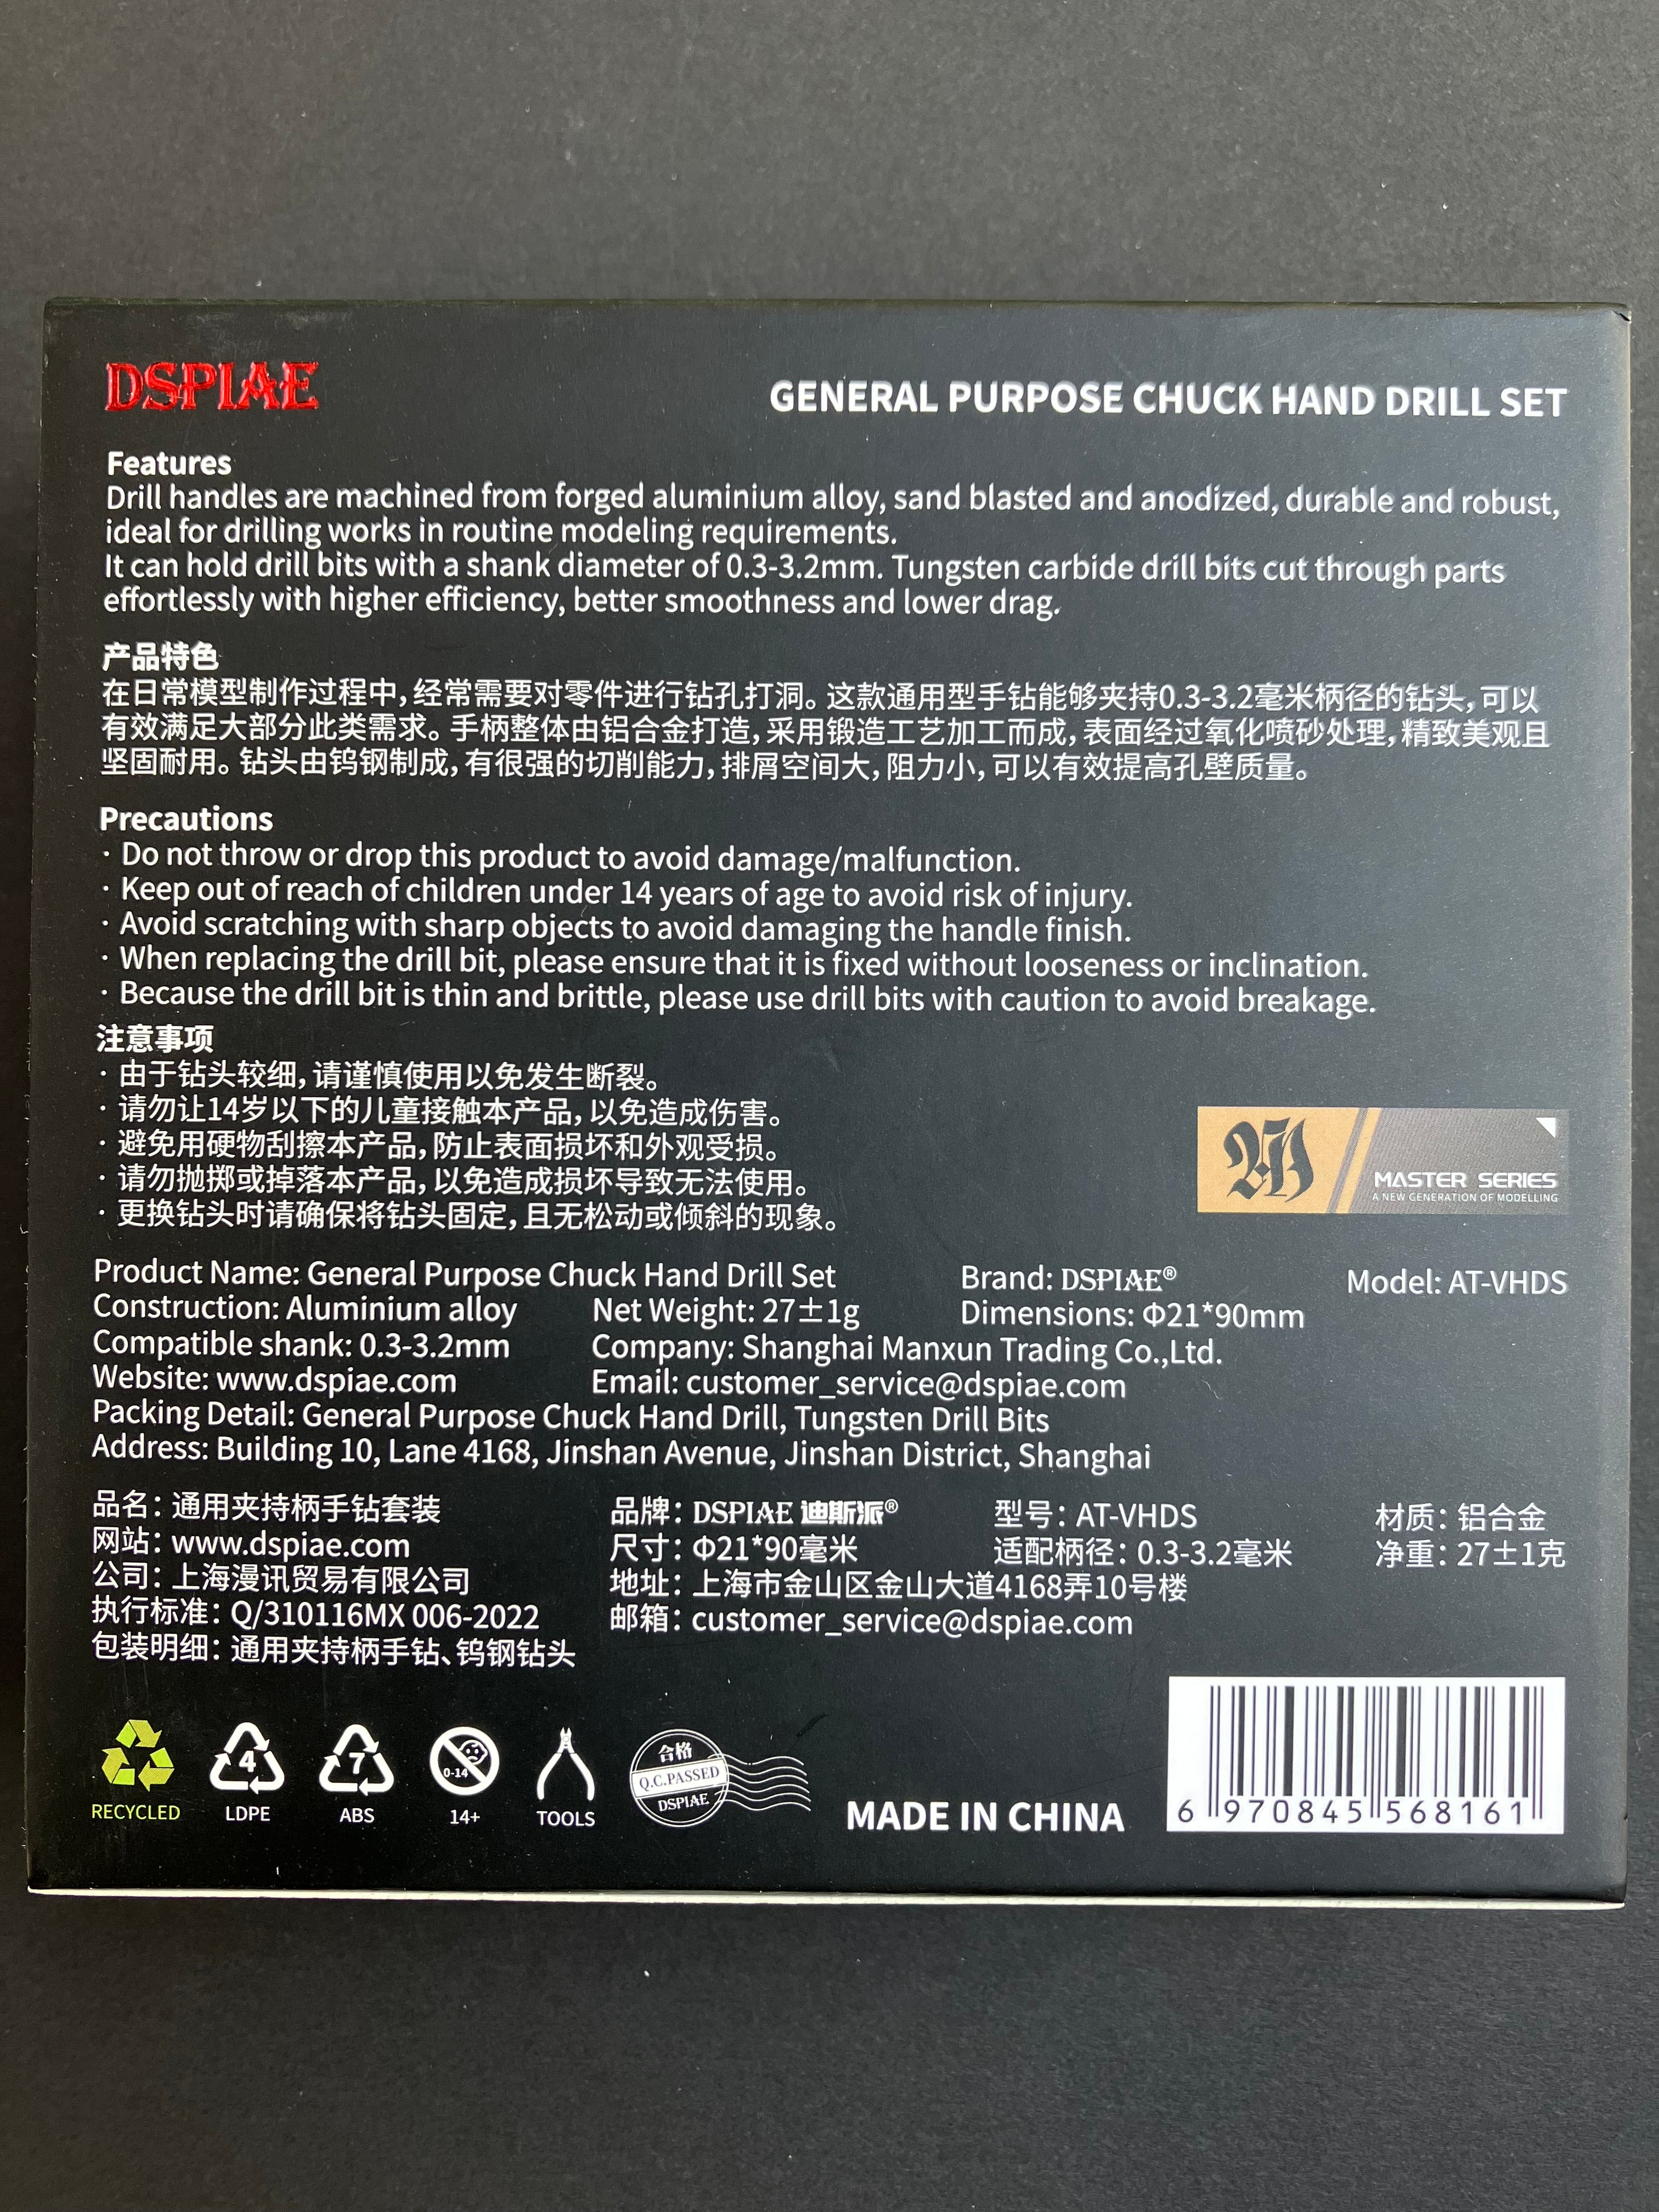 DSPIAE
GENERAL PURPOSE CHUCK HAND DRILL SET
Features
Drill handles are machined from forged aluminium alloy, sand blasted and anodized, durable and robust,
ideal for drilling works in routine modeling requirements.
It can hold drill bits with a shank diameter of 0.3-3.2mm. Tungsten carbide drill bits cut through parts
effortlessly with higher efficiency, better smoothness and lower drag.
产品特色
在日常模型制作过程中，经常需要对零件进行钻孔打洞。这款通用型手钻能够夹持0.3-3.2毫米柄径的钻头，可以
有效满足大部分此类需求。手柄整体由铝合金打造，采用锻造工艺加工而成，表面经过氧化喷砂处理，精致美观且
坚固耐用。钻头由钨钢制成，有很强的切削能力，排屑空间大，阻力小，可以有效提高孔壁质量。
Precautions
· Do not throw or drop this product to avoid damage/malfunction.
· Keep out of reach of children under 14 years of age to avoid risk of injury.
· Avoid scratching with sharp objects to avoid damaging the handle finish.
· When replacing the drill bit, please ensure that it is fixed without looseness or inclination.
· Because the drill bit is thin and brittle, please use drill bits with caution to avoid breakage.
注意事项
· 由于钻头较细，请谨慎使用以免发生断裂。
· 请勿让14岁以下的儿童接触本产品，以免造成伤害。
· 避免用硬物刮擦本产品，防止表面损坏和外观受损。
· 请勿抛掷或掉落本产品，以免造成损坏导致无法使用。
· 更换钻头时请确保将钻头固定，且无松动或倾斜的现象。
MASTER SERIES
A NEW GENERATION OF MODELLING
Product Name: General Purpose Chuck Hand Drill Set Brand: DSPIAE® Model: AT-VHDS
Construction: Aluminium alloy Net Weight: 27±1g Dimensions: Φ21*90mm
Compatible shank: 0.3-3.2mm Company: Shanghai Manxun Trading Co.,Ltd.
Website: www.dspiae.com Email: customer_service@dspiae.com
Packing Detail: General Purpose Chuck Hand Drill, Tungsten Drill Bits
Address: Building 10, Lane 4168, Jinshan Avenue, Jinshan District, Shanghai
品名：通用夹持柄手钻套装 品牌：DSPIAE 迪斯派® 型号：AT-VHDS 材质：铝合金
网站：www.dspiae.com 尺寸：Φ21*90毫米 适配柄径：0.3-3.2毫米 净重：27±1克
公司：上海漫讯贸易有限公司 地址：上海市金山区金山大道4168弄10号楼
执行标准：Q/310116MX 006-2022 邮箱：customer_service@dspiae.com
包装明细：通用夹持柄手钻、钨钢钻头
4
7
0-14
合格
Q.C.PASSED
DSPIAE
RECYCLED LDPE ABS 14+ TOOLS
MADE IN CHINA
6 970845 568161